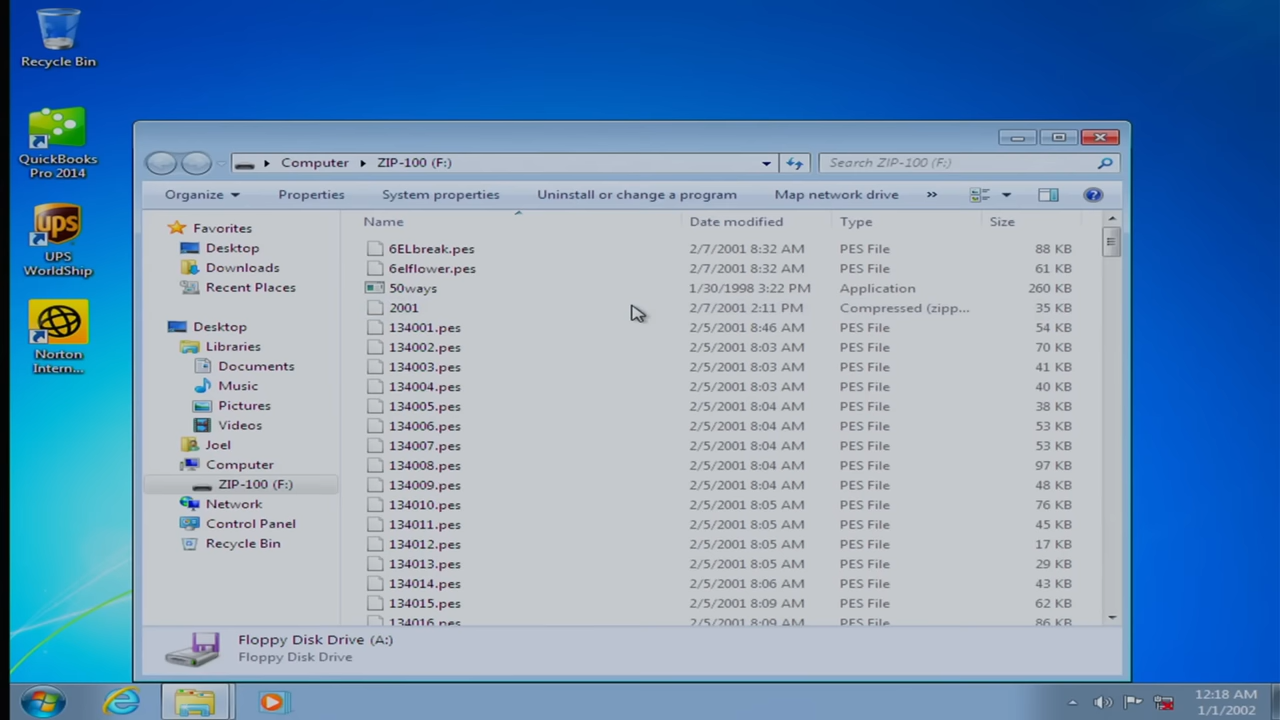 Recycle Bin
QuickBooks
Pro 2014
ups
UPS
WorldShip
Norton
Intern...
Computer ZIP-100 (F:)
Search ZIP-100 (F:)
Organize Properties System properties Uninstall or change a program Map network drive »
Favorites
Desktop
Downloads
Recent Places
Desktop
Libraries
Documents
Music
Pictures
Videos
Joel
Computer
ZIP-100 (F:)
Network
Control Panel
Recycle Bin
Name Date modified Type Size
6ELbreak.pes 2/7/2001 8:32 AM PES File 88 KB
6elflower.pes 2/7/2001 8:32 AM PES File 61 KB
50ways 1/30/1998 3:22 PM Application 260 KB
2001 2/7/2001 2:11 PM Compressed (zipp... 35 KB
134001.pes 2/5/2001 8:46 AM PES File 54 KB
134002.pes 2/5/2001 8:03 AM PES File 70 KB
134003.pes 2/5/2001 8:03 AM PES File 41 KB
134004.pes 2/5/2001 8:03 AM PES File 40 KB
134005.pes 2/5/2001 8:04 AM PES File 38 KB
134006.pes 2/5/2001 8:04 AM PES File 53 KB
134007.pes 2/5/2001 8:04 AM PES File 53 KB
134008.pes 2/5/2001 8:04 AM PES File 97 KB
134009.pes 2/5/2001 8:04 AM PES File 48 KB
134010.pes 2/5/2001 8:05 AM PES File 76 KB
134011.pes 2/5/2001 8:05 AM PES File 45 KB
134012.pes 2/5/2001 8:05 AM PES File 17 KB
134013.pes 2/5/2001 8:05 AM PES File 29 KB
134014.pes 2/5/2001 8:06 AM PES File 43 KB
134015.pes 2/5/2001 8:09 AM PES File 62 KB
134016.pes 2/5/2001 8:09 AM PES File 86 KB
Floppy Disk Drive (A:)
Floppy Disk Drive
12:18 AM
1/1/2002